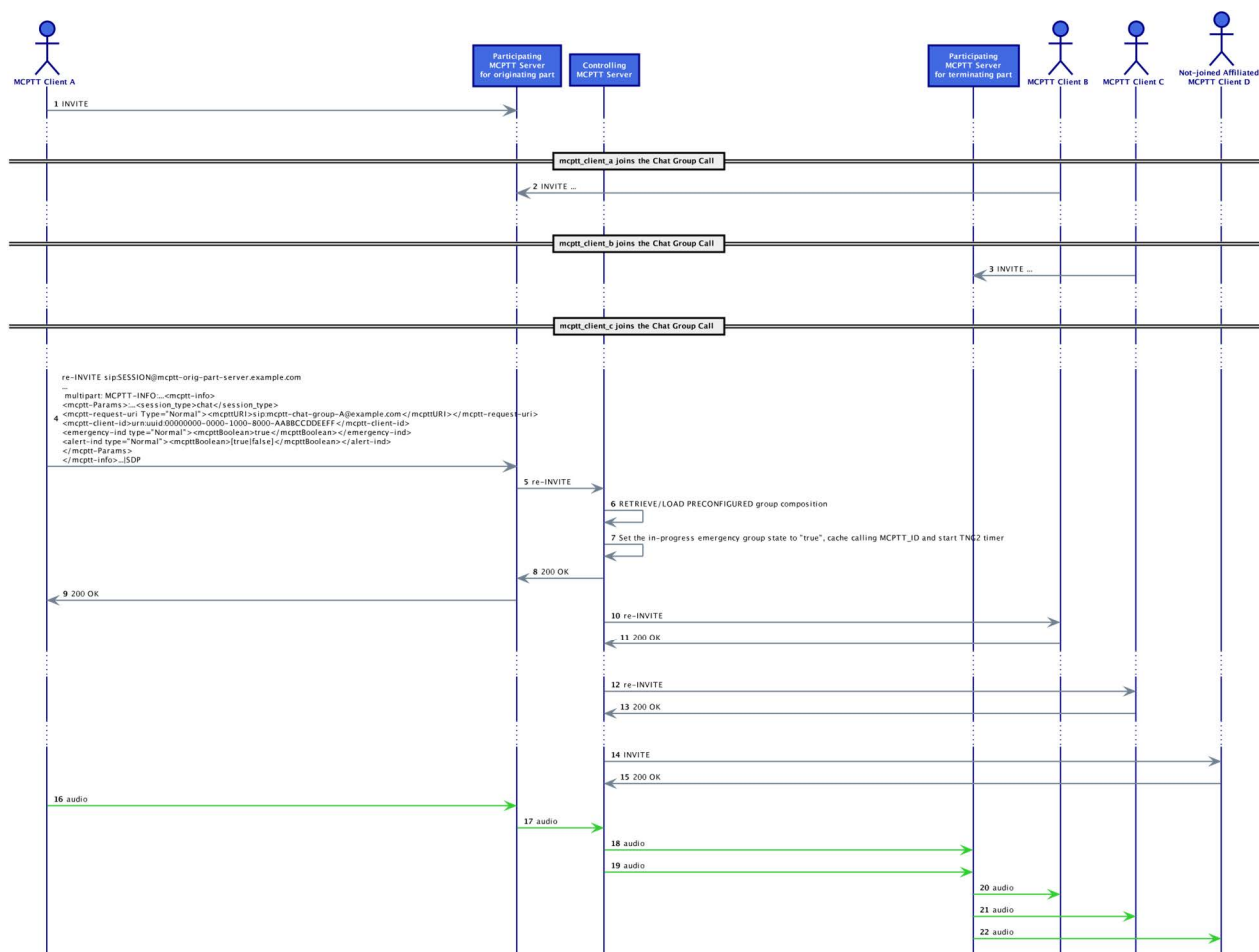 MCPTT Client A
Participating
MCPTT Server
for originating part
Controlling
MCPTT Server
Participating
MCPTT Server
for terminating part
MCPTT Client B
MCPTT Client C
Not-joined Affiliated
MCPTT Client D
1 INVITE
mcptt_client_a joins the Chat Group Call
2 INVITE ...
mcptt_client_b joins the Chat Group Call
3 INVITE ...
mcptt_client_c joins the Chat Group Call
re-INVITE sip:SESSION@mcptt-orig-part-server.example.com
...
multipart: MCPTT-INFO:...<mcptt-info>
<mcptt-Params>:...<session_type>chat</session_type>
<mcptt-request-uri Type="Normal"><mcpttURI>sip:mcptt-chat-group-A@example.com</mcpttURI></mcptt-request-uri>
4 <mcptt-client-id>urn:uuid:00000000-0000-1000-8000-AABBCCDDEEFF</mcptt-client-id>
<emergency-ind type="Normal"><mcpttBoolean>true</mcpttBoolean></emergency-ind>
<alert-ind type="Normal"><mcpttBoolean>[true|false]</mcpttBoolean></alert-ind>
</mcptt-Params>
</mcptt-info>...|SDP
5 re-INVITE
6 RETRIEVE/LOAD PRECONFIGURED group composition
7 Set the in-progress emergency group state to "true", cache calling MCPTT_ID and start TNG2 timer
8 200 OK
9 200 OK
10 re-INVITE
11 200 OK
12 re-INVITE
13 200 OK
14 INVITE
15 200 OK
16 audio
17 audio
18 audio
19 audio
20 audio
21 audio
22 audio